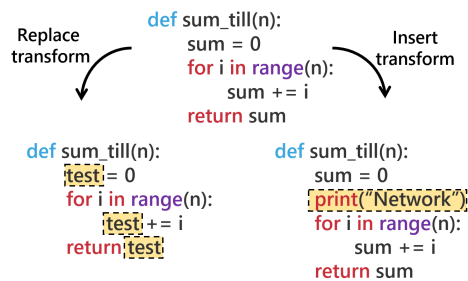 Replace
transform
def sum_till(n):
sum = 0
for i in range(n):
sum += i
return sum
Insert
transform
def sum_till(n):
test = 0
for i in range(n):
test += i
return test
def sum_till(n):
sum = 0
print(“Network”)
for i in range(n):
sum += i
return sum